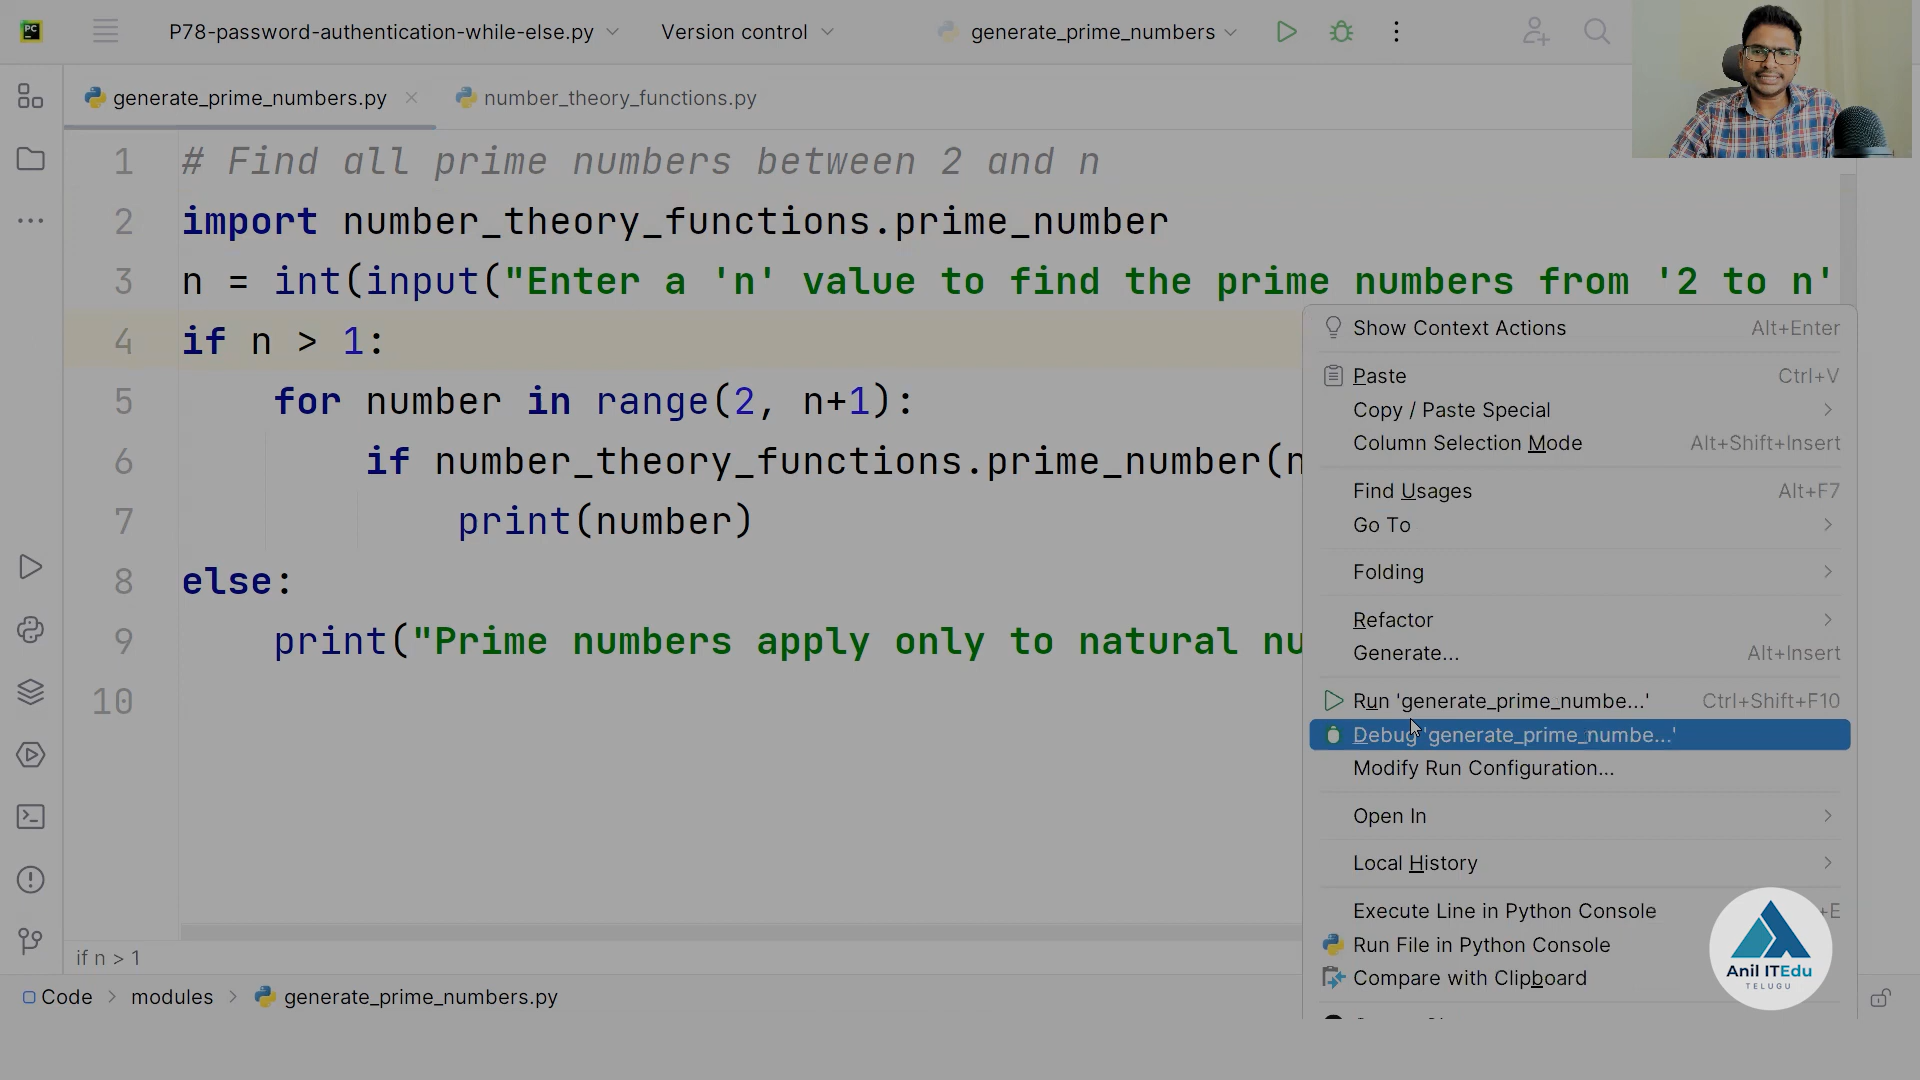 PC
P78-password-authentication-while-else.py
Version control
generate_prime_numbers
generate_prime_numbers.py
number_theory_functions.py
1 # Find all prime numbers between 2 and n
2 import number_theory_functions.prime_number
3 n = int(input("Enter a 'n' value to find the prime numbers from '2 to n'
4 if n > 1:
5 for number in range(2, n+1):
6 if number_theory_functions.prime_number(n
7 print(number)
8 else:
9 print("Prime numbers apply only to natural nu
10
Show Context Actions Alt+Enter
Paste Ctrl+V
Copy / Paste Special
Column Selection Mode Alt+Shift+Insert
Find Usages Alt+F7
Go To
Folding
Refactor
Generate... Alt+Insert
Run 'generate_prime_numbe...' Ctrl+Shift+F10
Debug 'generate_prime_numbe...'
Modify Run Configuration...
Open In
Local History
Execute Line in Python Console +E
Run File in Python Console
Compare with Clipboard
Anil ITEdu
TELUGU
if n > 1
Code > modules > generate_prime_numbers.py